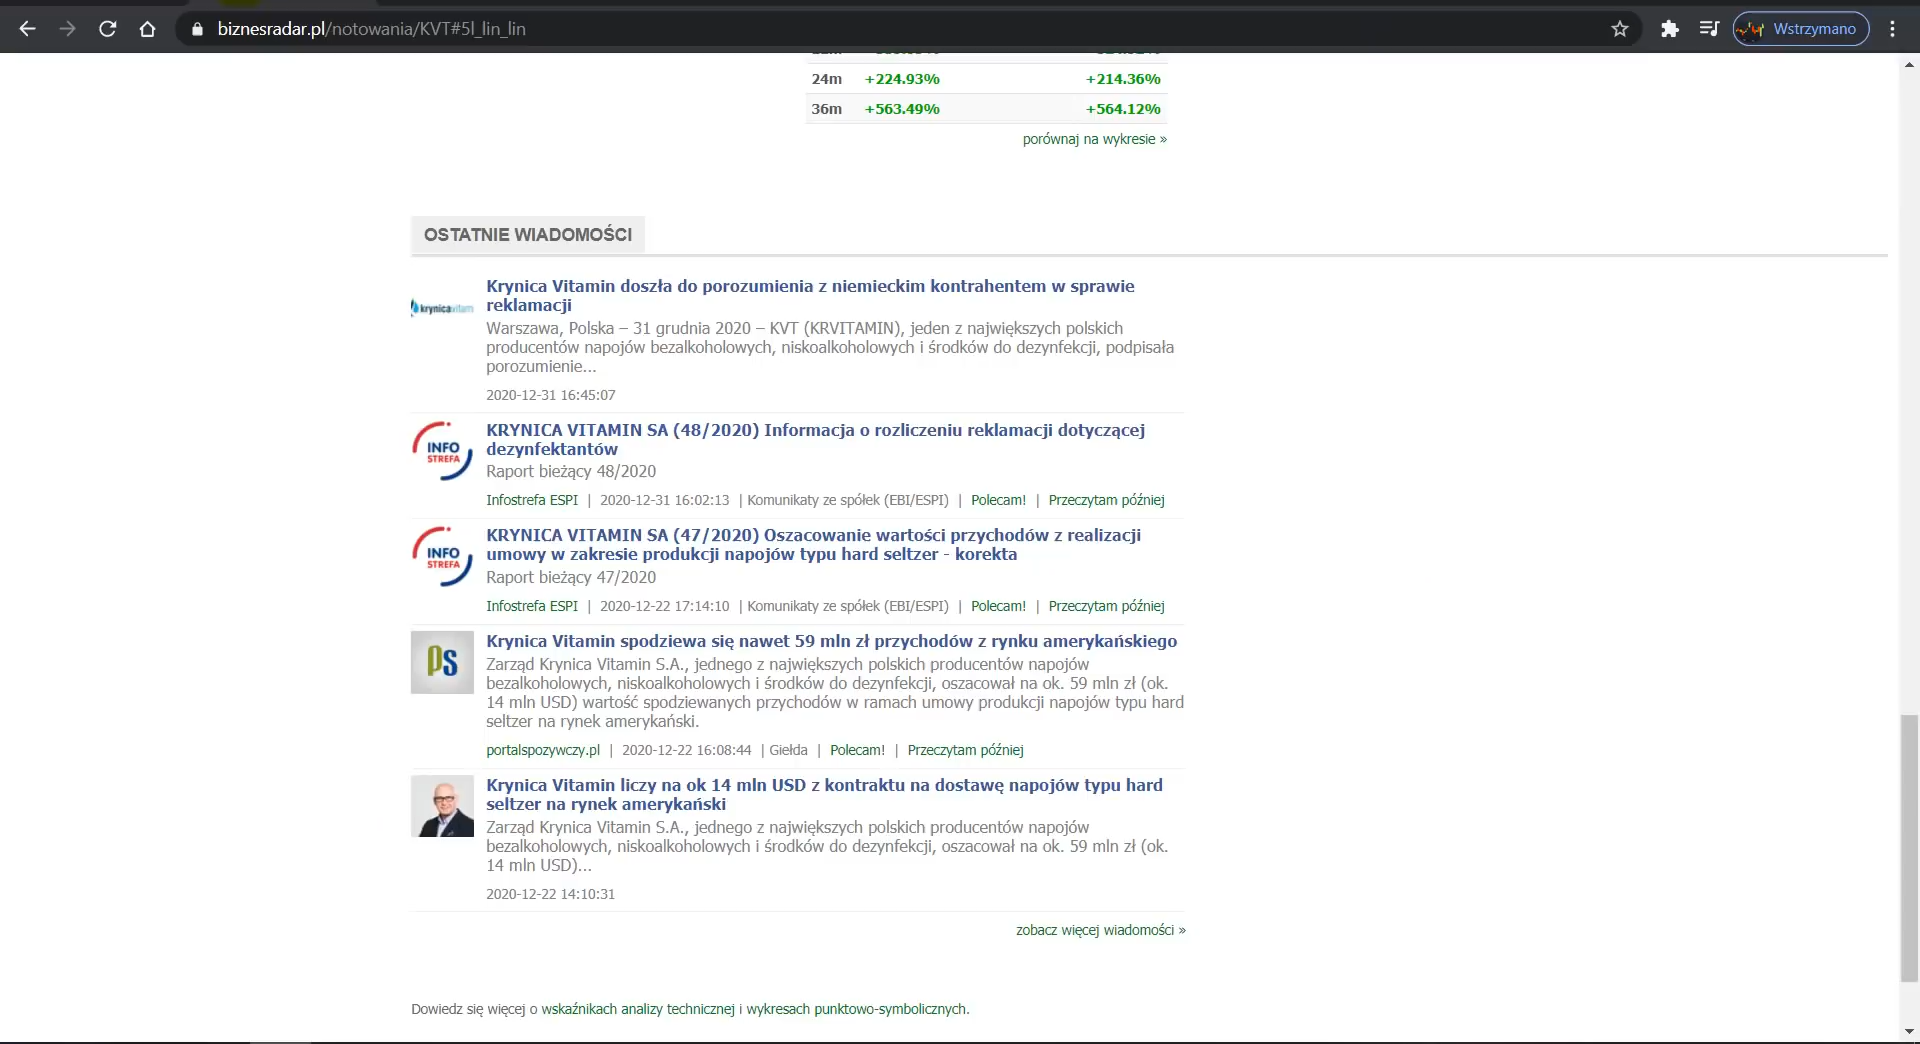 biznesradar.pl/notowania/KVT#5l_lin_lin
Wstrzymano
24m +224.93% +214.36%
36m +563.49% +564.12%
porównaj na wykresie »
OSTATNIE WIADOMOŚCI
krynicavitamin
Krynica Vitamin doszła do porozumienia z niemieckim kontrahentem w sprawie
reklamacji
Warszawa, Polska – 31 grudnia 2020 – KVT (KRVITAMIN), jeden z największych polskich
producentów napojów bezalkoholowych, niskoalkoholowych i środków do dezynfekcji, podpisała
porozumienie...
2020-12-31 16:45:07
INFO
STREFA
KRYNICA VITAMIN SA (48/2020) Informacja o rozliczeniu reklamacji dotyczącej
dezynfektantów
Raport bieżący 48/2020
Infostrefa ESPI | 2020-12-31 16:02:13 | Komunikaty ze spółek (EBI/ESPI) | Polecam! | Przeczytam później
INFO
STREFA
KRYNICA VITAMIN SA (47/2020) Oszacowanie wartości przychodów z realizacji
umowy w zakresie produkcji napojów typu hard seltzer - korekta
Raport bieżący 47/2020
Infostrefa ESPI | 2020-12-22 17:14:10 | Komunikaty ze spółek (EBI/ESPI) | Polecam! | Przeczytam później
ps
Krynica Vitamin spodziewa się nawet 59 mln zł przychodów z rynku amerykańskiego
Zarząd Krynica Vitamin S.A., jednego z największych polskich producentów napojów
bezalkoholowych, niskoalkoholowych i środków do dezynfekcji, oszacował na ok. 59 mln zł (ok.
14 mln USD) wartość spodziewanych przychodów w ramach umowy produkcji napojów typu hard
seltzer na rynek amerykański.
portalspozywczy.pl | 2020-12-22 16:08:44 | Giełda | Polecam! | Przeczytam później
Krynica Vitamin liczy na ok 14 mln USD z kontraktu na dostawę napojów typu hard
seltzer na rynek amerykański
Zarząd Krynica Vitamin S.A., jednego z największych polskich producentów napojów
bezalkoholowych, niskoalkoholowych i środków do dezynfekcji, oszacował na ok. 59 mln zł (ok.
14 mln USD)...
2020-12-22 14:10:31
zobacz więcej wiadomości »
Dowiedz się więcej o wskaźnikach analizy technicznej i wykresach punktowo-symbolicznych.